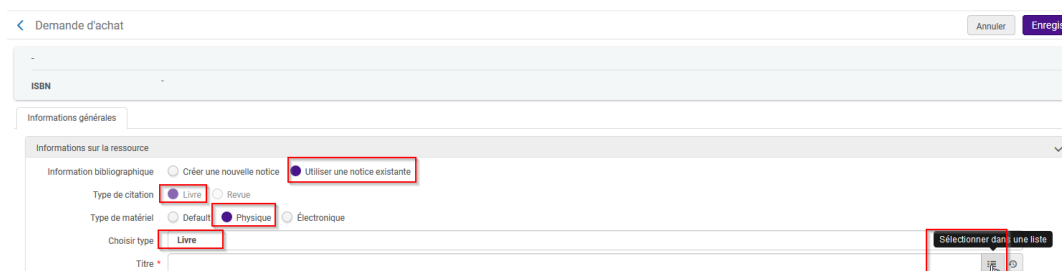 Demande d'achat Annuler Enregis
-
ISBN -
Informations générales
Informations sur la ressource
Information bibliographique Créer une nouvelle notice Utiliser une notice existante
Type de citation Livre Revue
Type de matériel Default Physique Électronique
Choisir type Livre Sélectionner dans une liste
Titre *